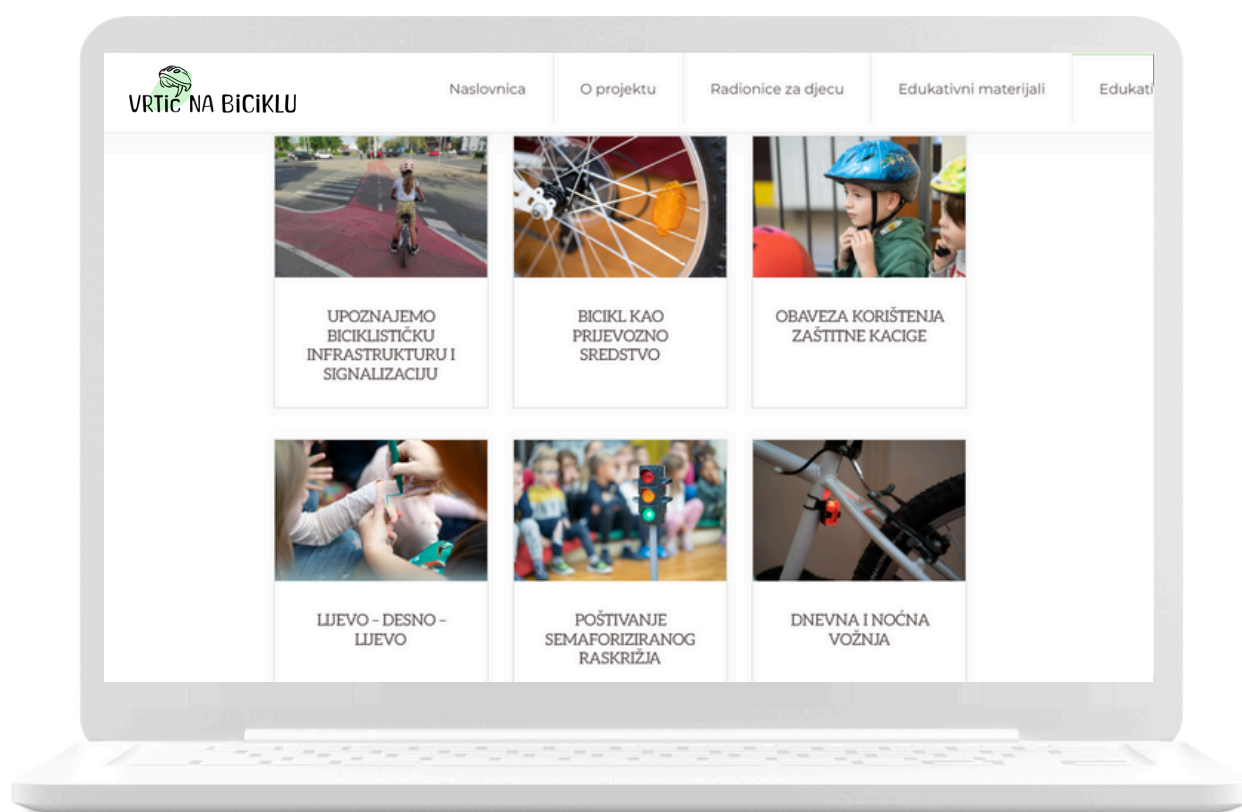 VRTiĆ NA BiCiKLU
Naslovnica
O projektu
Radionice za djecu
Edukativni materijali
Edukati
UPOZNAJEMO
BICIKLISTIČKU
INFRASTRUKTURU I
SIGNALIZACIJU
BICIKL KAO
PRIJEVOZNO
SREDSTVO
OBAVEZA KORIŠTENJA
ZAŠTITNE KACIGE
LIJEVO – DESNO –
LIJEVO
POŠTIVANJE
SEMAFORIZIRANOG
RASKRIŽJA
DNEVNA I NOĆNA
VOŽNJA